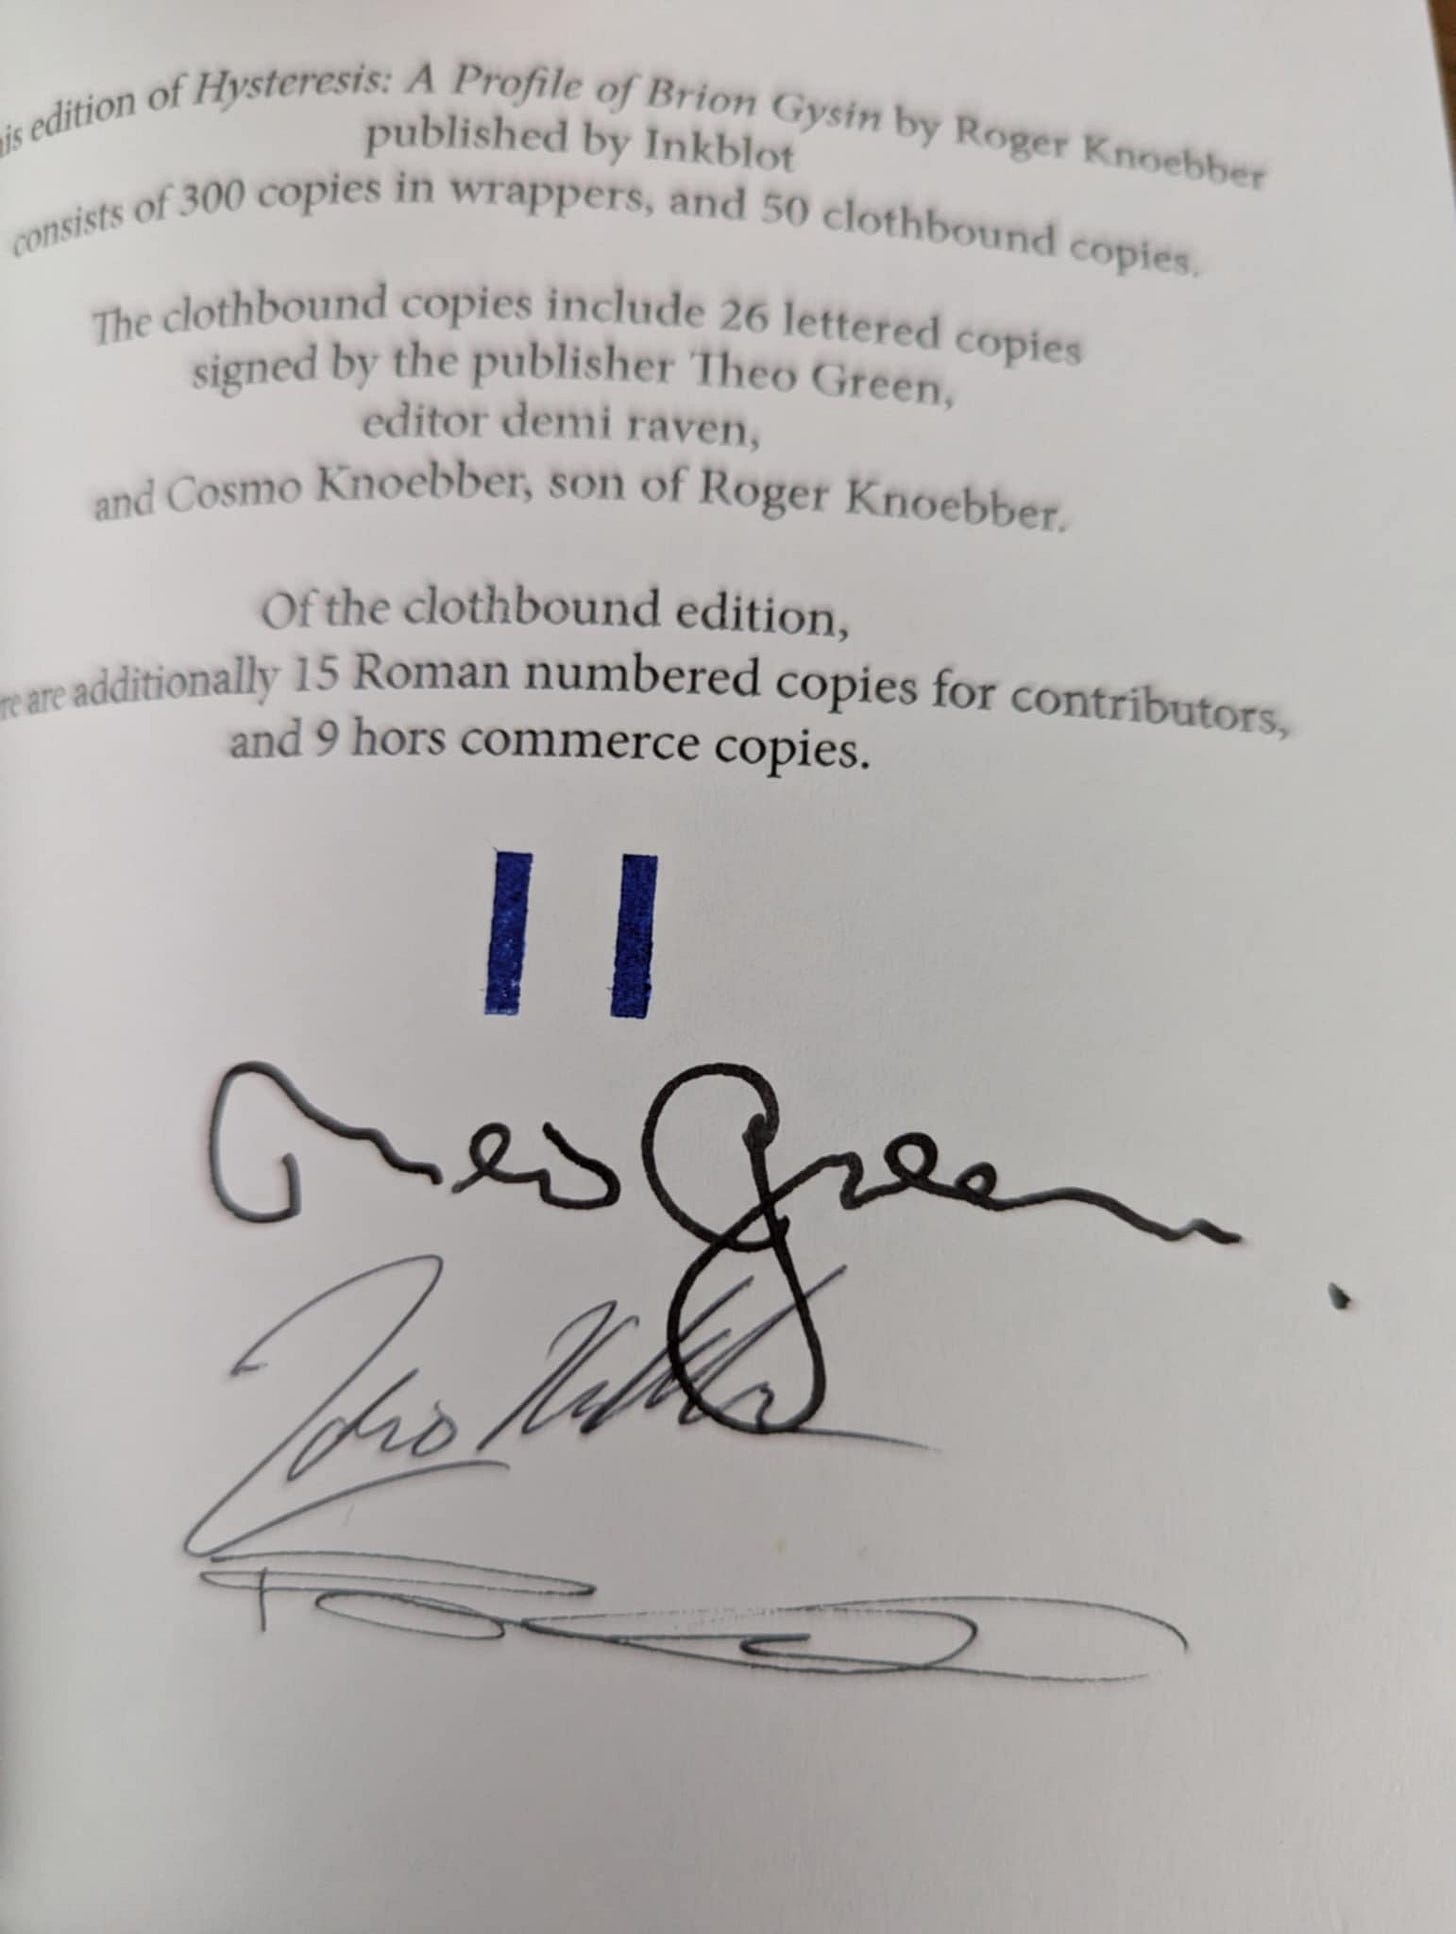 is edition of Hysteresis: A Profile of Brion Gysin by Roger Knoebber
published by Inkblot
consists of 300 copies in wrappers, and 50 clothbound copies.
The clothbound copies include 26 lettered copies
signed by the publisher Theo Green,
editor demi raven,
and Cosmo Knoebber, son of Roger Knoebber.
Of the clothbound edition,
re are additionally 15 Roman numbered copies for contributors,
and 9 hors commerce copies.
II
Theo Green